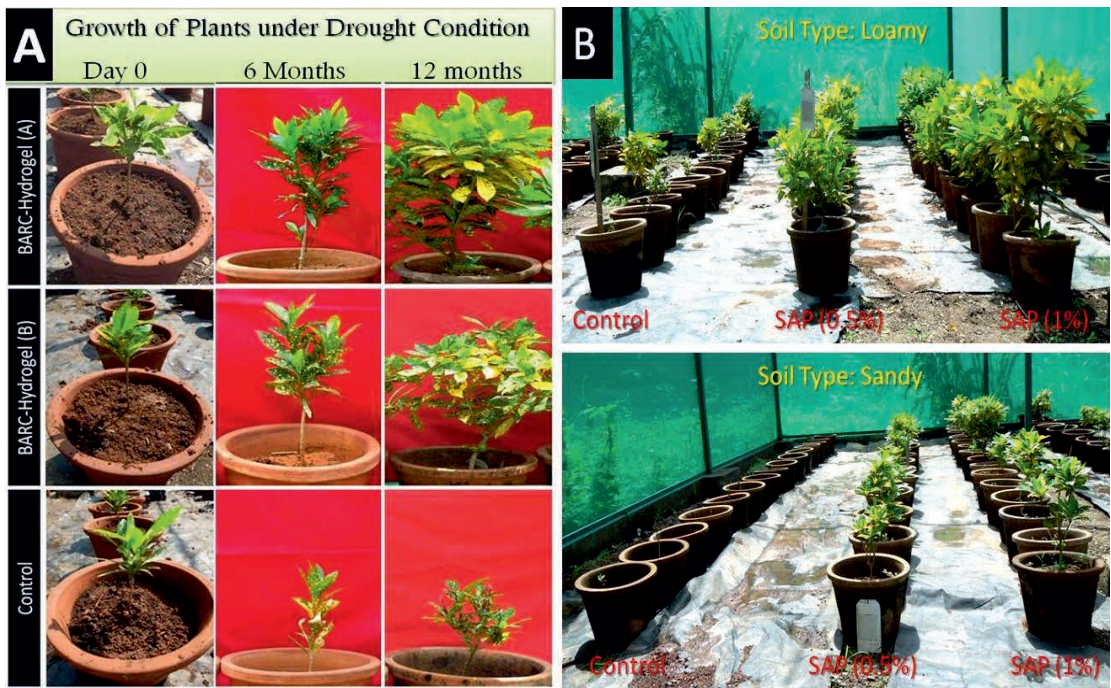 A
Growth of Plants under Drought Condition
Day 0
6 Months
12 months
BARC-Hydrogel (A)
BARC-Hydrogel (B)
Control
B
Soil Type: Loamy
Control
SAP (0.5%)
SAP (1%)
Soil Type: Sandy
Control
SAP (0.5%)
SAP (1%)